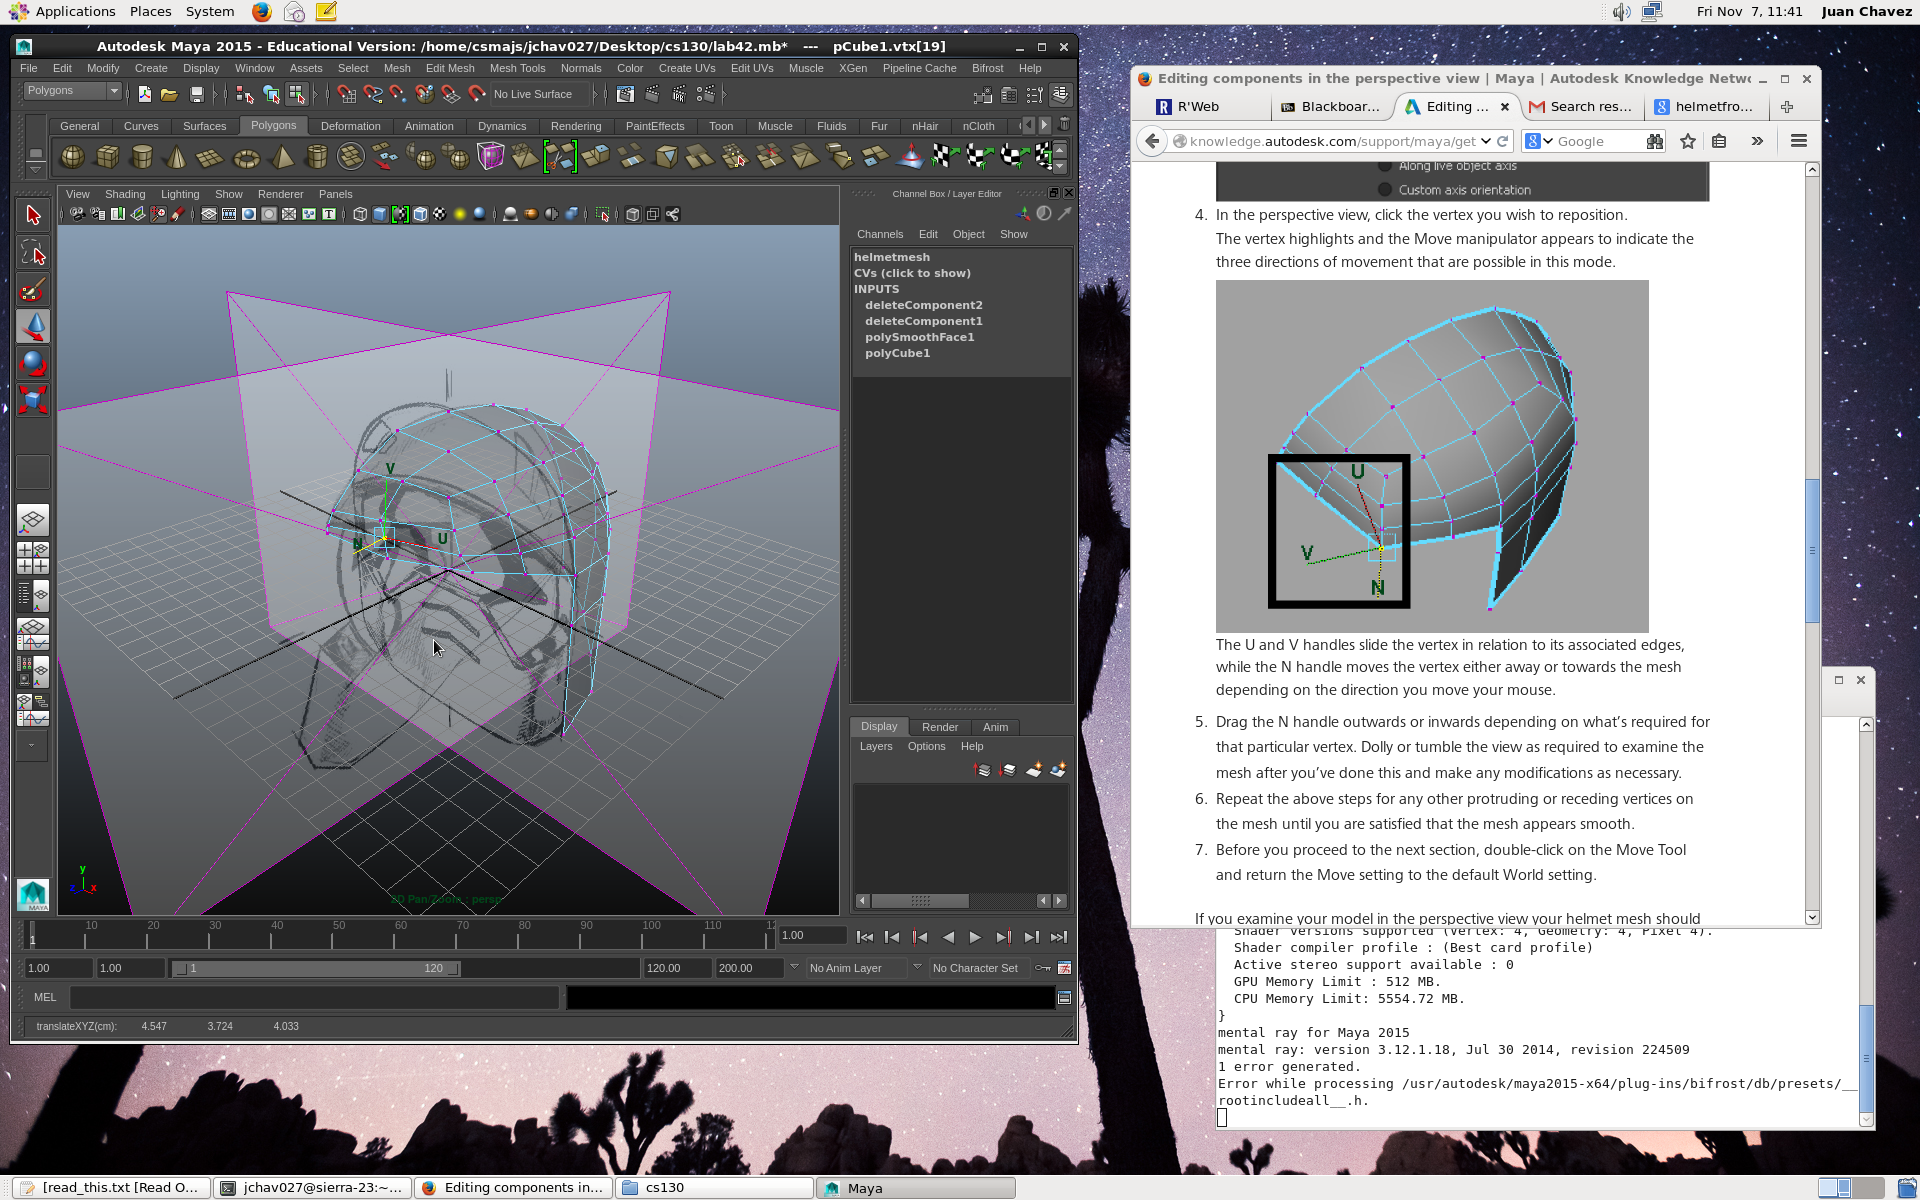 Applications Places System
Fri Nov 7, 11:41 Juan Chavez
Autodesk Maya 2015 - Educational Version: /home/csmajs/jchav027/Desktop/cs130/lab42.mb* --- pCube1.vtx[19]
File Edit Modify Create Display Window Assets Select Mesh Edit Mesh Mesh Tools Normals Color Create UVs Edit UVs Muscle XGen Pipeline Cache Bifrost Help
Polygons
No Live Surface
General Curves Surfaces Polygons Deformation Animation Dynamics Rendering PaintEffects Toon Muscle Fluids Fur nHair nCloth
View Shading Lighting Show Renderer Panels
Channel Box / Layer Editor
Channels Edit Object Show
helmetmesh
CVs (click to show)
INPUTS
deleteComponent2
deleteComponent1
polySmoothFace1
polyCube1
V
N
U
y
z x
2D Pan/Zoom : persp
MAYA
Display Render Anim
Layers Options Help
1 10 20 30 40 50 60 70 80 90 100 110 12
1.00
1.00 1.00 1 120 120.00 200.00 No Anim Layer No Character Set
MEL
translateXYZ(cm): 4.547 3.724 4.033
Editing components in the perspective view | Maya | Autodesk Knowledge Netwo
R'Web Blackboar... Editing ... Search res... helmetfro...
knowledge.autodesk.com/support/maya/get
Google
Along live object axis
Custom axis orientation
4. In the perspective view, click the vertex you wish to reposition.
The vertex highlights and the Move manipulator appears to indicate the
three directions of movement that are possible in this mode.
U
V
N
The U and V handles slide the vertex in relation to its associated edges,
while the N handle moves the vertex either away or towards the mesh
depending on the direction you move your mouse.
5. Drag the N handle outwards or inwards depending on what's required for
that particular vertex. Dolly or tumble the view as required to examine the
mesh after you've done this and make any modifications as necessary.
6. Repeat the above steps for any other protruding or receding vertices on
the mesh until you are satisfied that the mesh appears smooth.
7. Before you proceed to the next section, double-click on the Move Tool
and return the Move setting to the default World setting.
If you examine your model in the perspective view your helmet mesh should
Shader versions supported (Vertex: 4, Geometry: 4, Pixel 4).
Shader compiler profile : (Best card profile)
Active stereo support available : 0
GPU Memory Limit : 512 MB.
CPU Memory Limit: 5554.72 MB.
}
mental ray for Maya 2015
mental ray: version 3.12.1.18, Jul 30 2014, revision 224509
1 error generated.
Error while processing /usr/autodesk/maya2015-x64/plug-ins/bifrost/db/presets/__
rootincludeall__.h.
[read_this.txt [Read O... jchav027@sierra-23:~... Editing components in... cs130 Maya